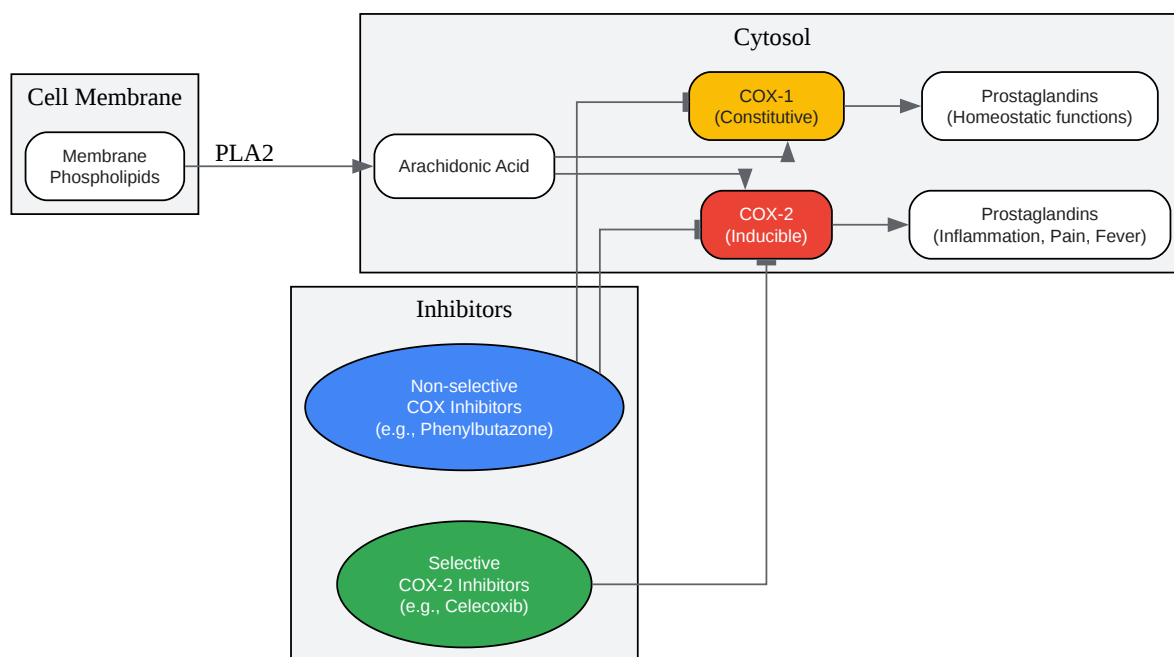 Cytosol
Cell Membrane
COX-1
(Constitutive)
Prostaglandins
(Homeostatic functions)
Membrane
Phospholipids
PLA2
Arachidonic Acid
COX-2
(Inducible)
Prostaglandins
(Inflammation, Pain, Fever)
Inhibitors
Non-selective
COX Inhibitors
(e.g., Phenylbutazone)
Selective
COX-2 Inhibitors
(e.g., Celecoxib)